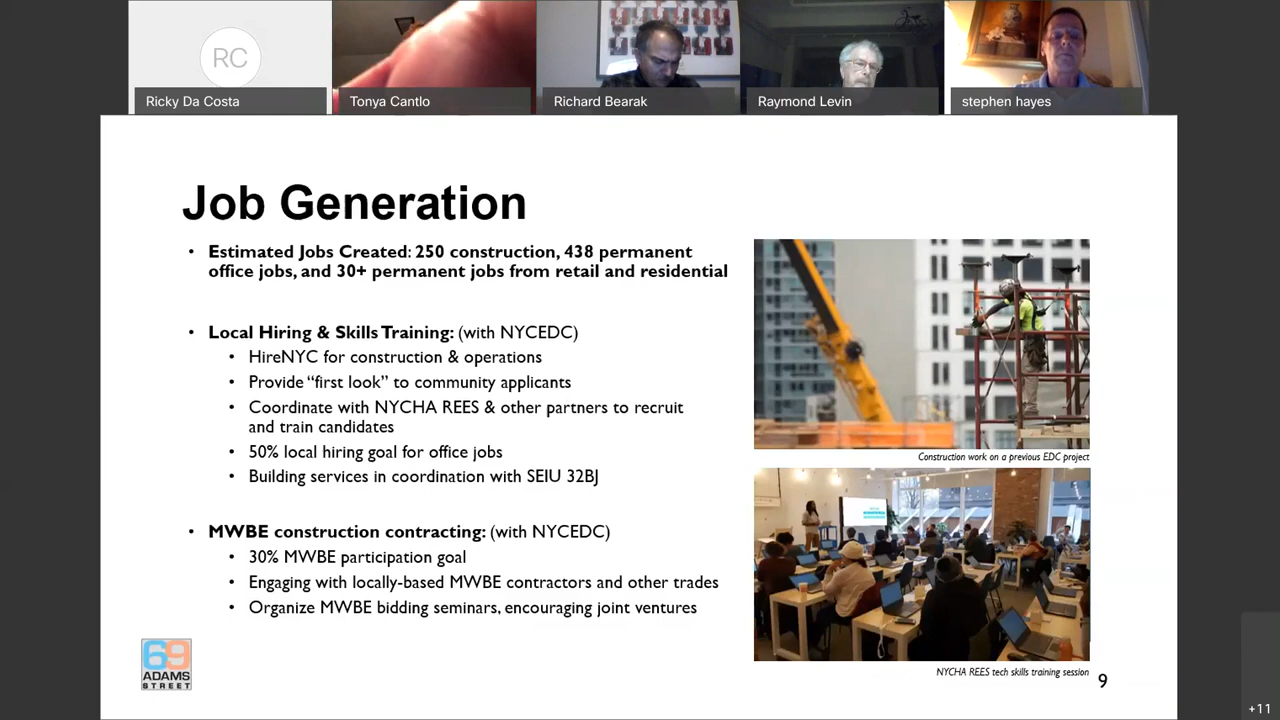 RC
Ricky Da Costa
Tonya Cantlo
Richard Bearak
Raymond Levin
stephen hayes
Job Generation
• Estimated Jobs Created: 250 construction, 438 permanent
office jobs, and 30+ permanent jobs from retail and residential
• Local Hiring & Skills Training: (with NYCEDC)
• HireNYC for construction & operations
• Provide “first look” to community applicants
• Coordinate with NYCHA REES & other partners to recruit
and train candidates
• 50% local hiring goal for office jobs
• Building services in coordination with SEIU 32BJ
• MWBE construction contracting: (with NYCEDC)
• 30% MWBE participation goal
• Engaging with locally-based MWBE contractors and other trades
• Organize MWBE bidding seminars, encouraging joint ventures
Construction work on a previous EDC project
NYCHA REES tech skills training session
69
ADAMS
STREET
9
+11